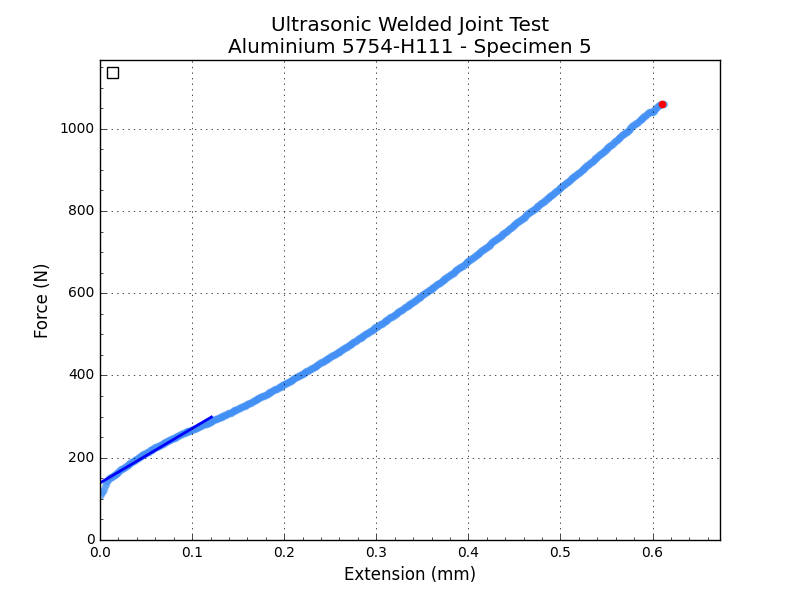 Ultrasonic Welded Joint Test
Aluminium 5754-H111 - Specimen 5
1000
800
600
400
200
0
Force (N)
0.0 0.1 0.2 0.3 0.4 0.5 0.6
Extension (mm)